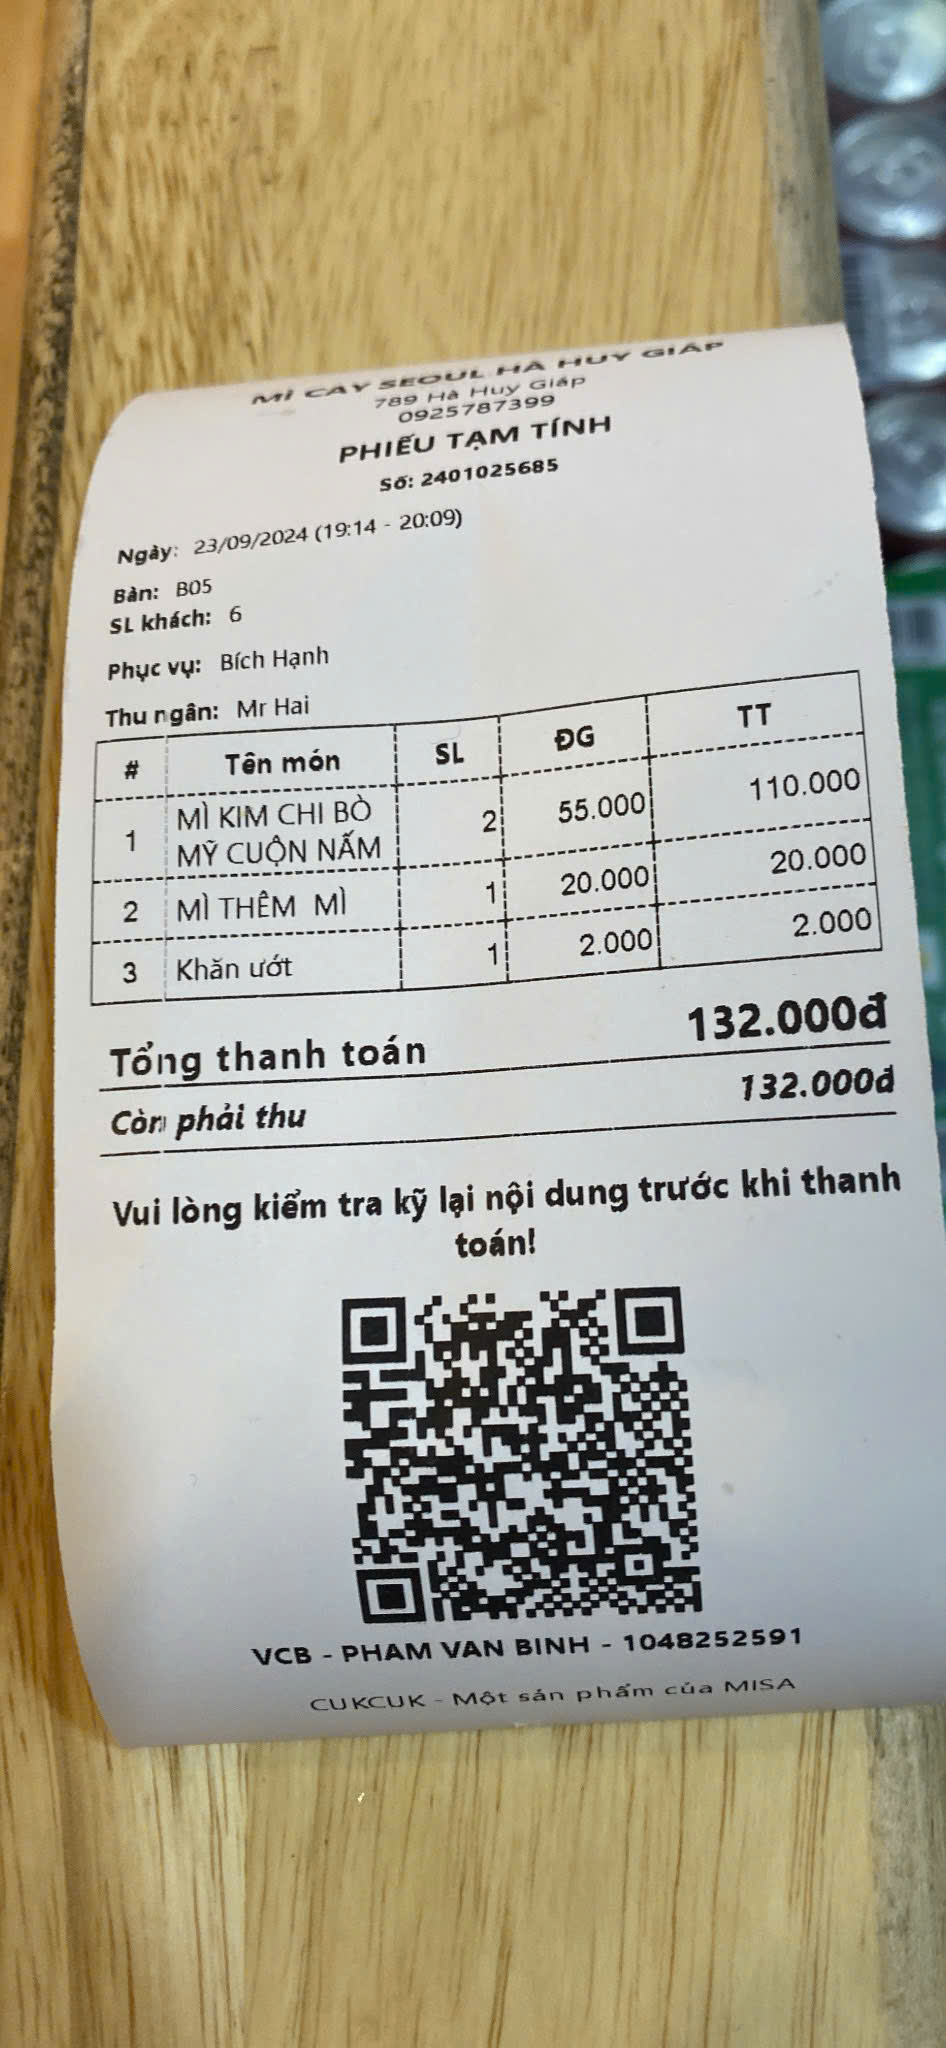 MÌ CAY SEOUL HÀ HUY GIÁP
789 Hà Huy Giáp
0925787399
PHIẾU TẠM TÍNH
Số: 2401025685
Ngày: 23/09/2024 (19:14 - 20:09)
Bàn: B05
SL khách: 6
Phục vụ: Bích Hạnh
Thu ngân: Mr Hai
# Tên món SL ĐG TT
1 MÌ KIM CHI BÒ MỸ CUỘN NẤM 2 55.000 110.000
2 MÌ THÊM MÌ 1 20.000 20.000
3 Khăn ướt 1 2.000 2.000
Tổng thanh toán 132.000đ
Còn phải thu 132.000đ
Vui lòng kiểm tra kỹ lại nội dung trước khi thanh
toán!
VCB - PHAM VAN BINH - 1048252591
CUKCUK - Một sản phẩm của MISA